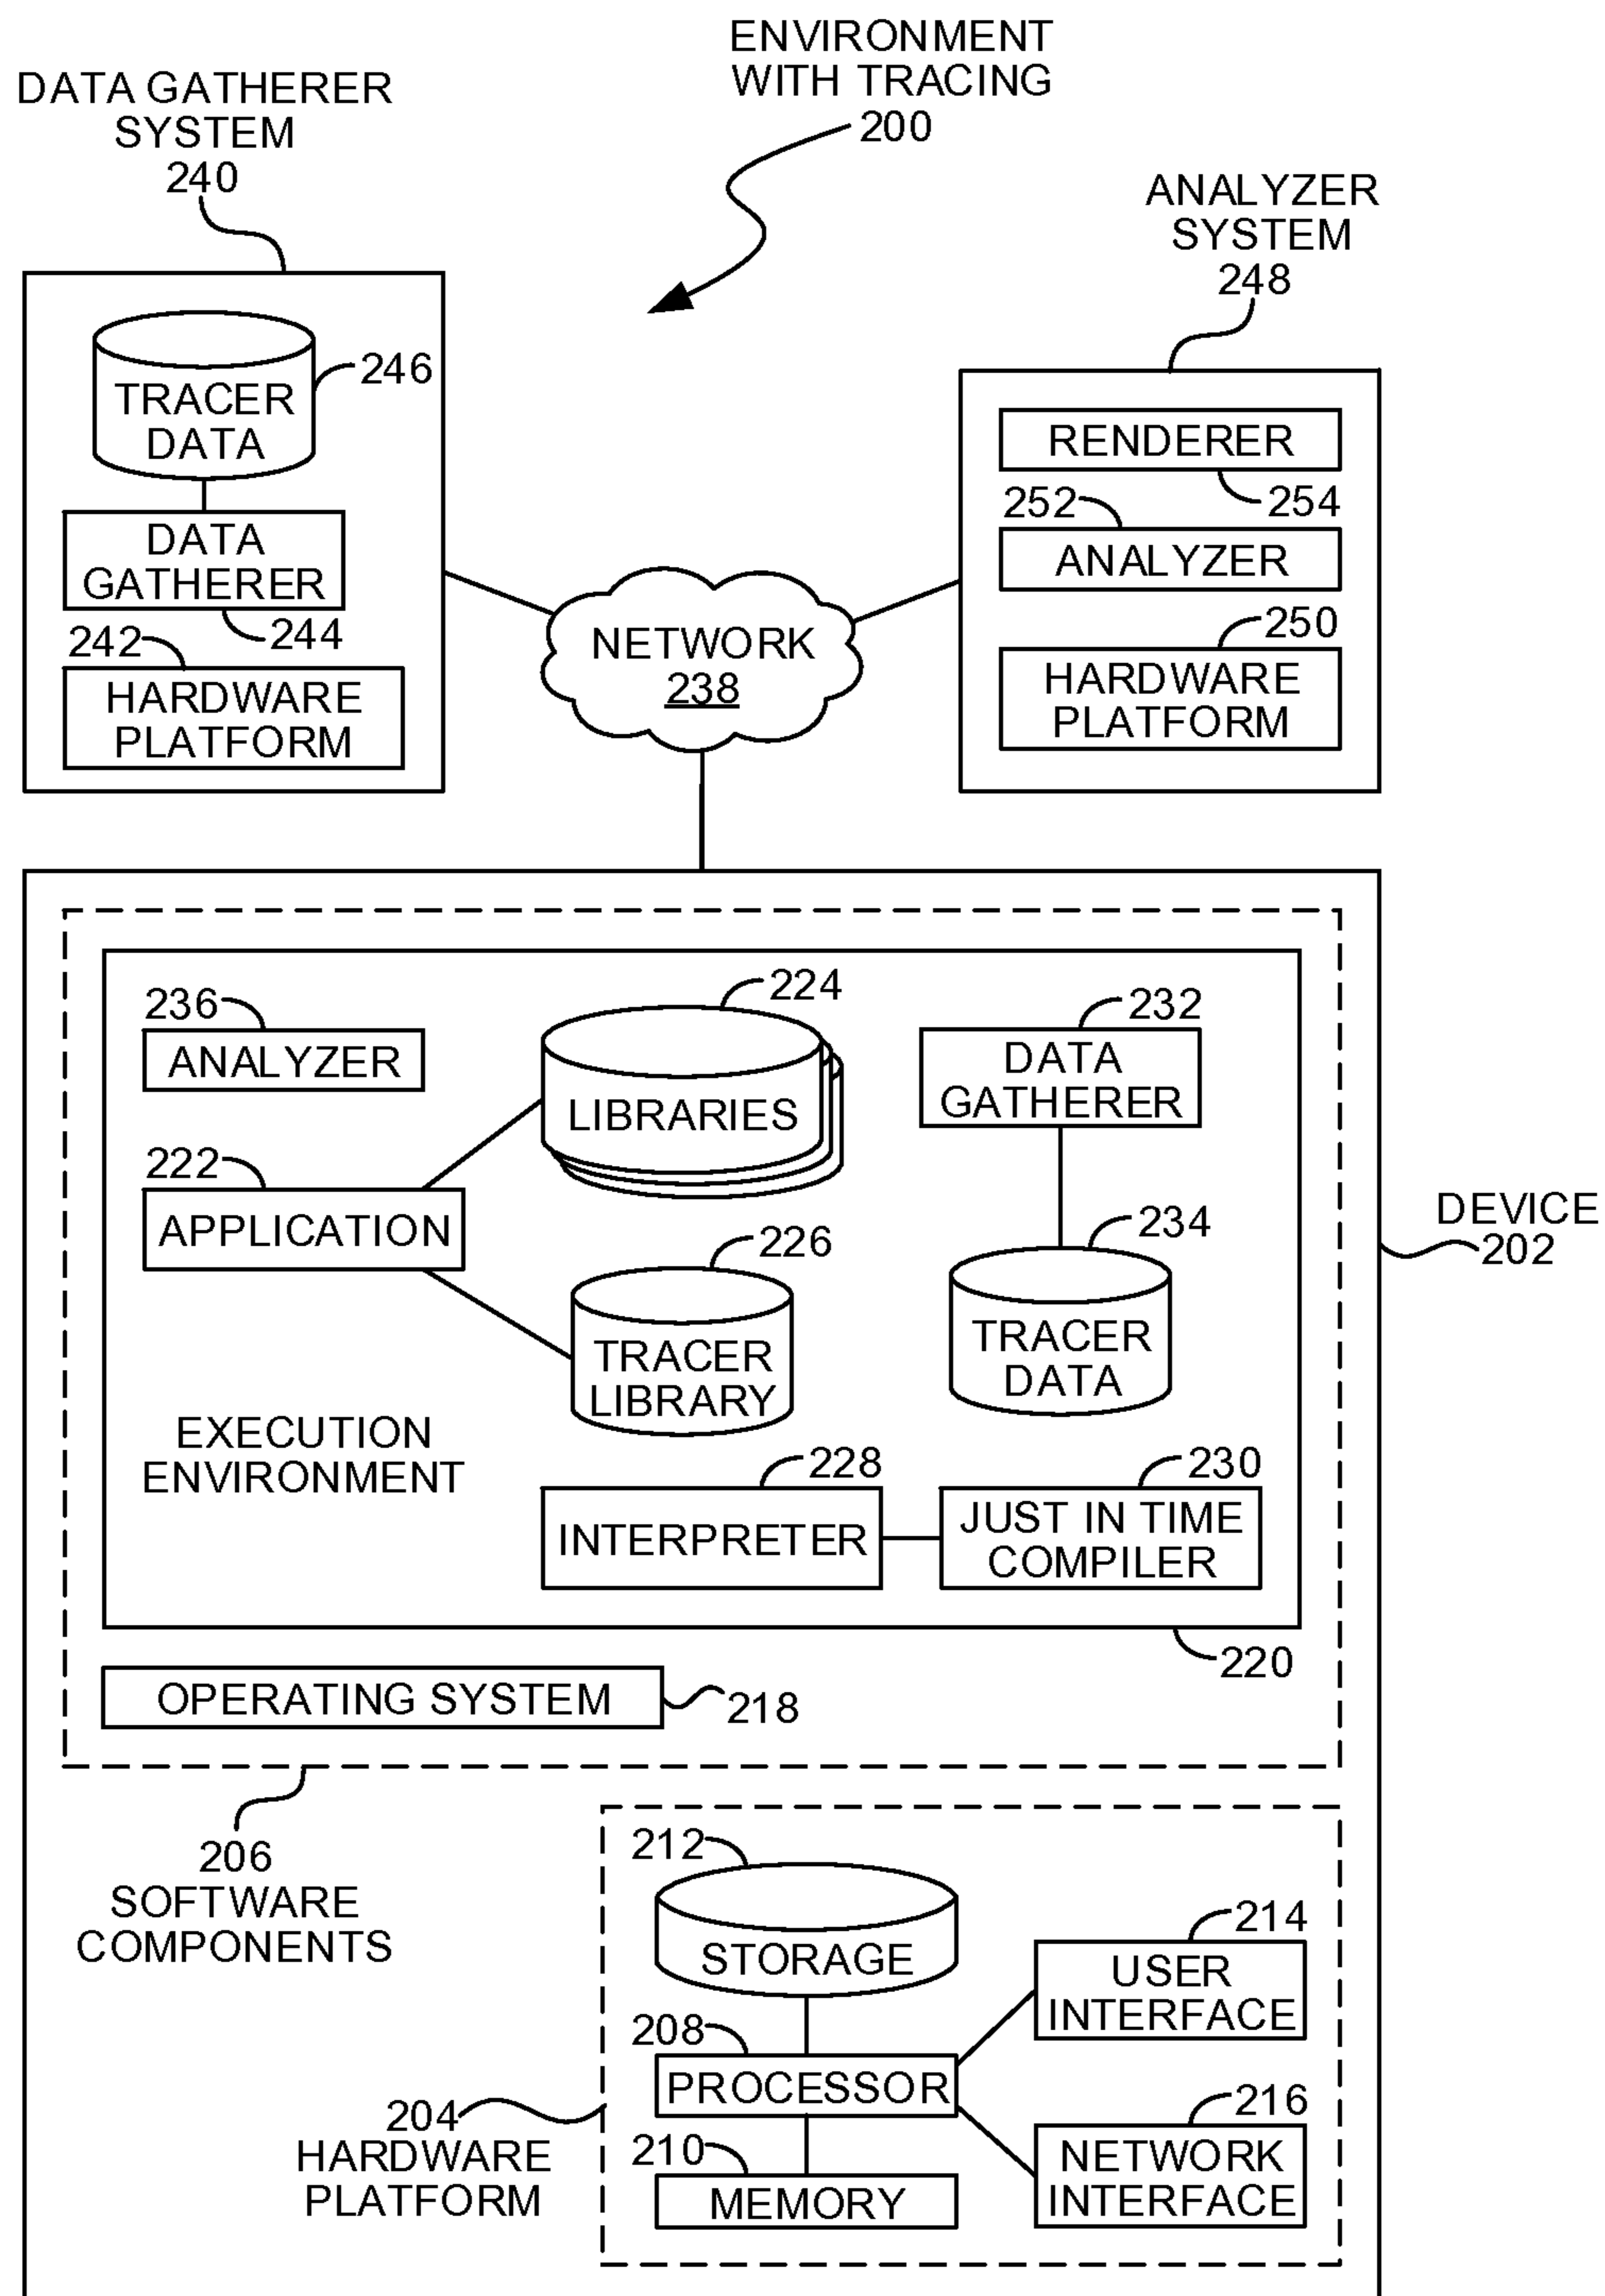 ENVIRONMENT
WITH TRACING
200
DATA GATHERER
SYSTEM
240
ANALYZER
SYSTEM
248
TRACER
DATA
246
DATA
GATHERER
244
242
HARDWARE
PLATFORM
NETWORK
238
RENDERER
254
252
ANALYZER
250
HARDWARE
PLATFORM
236
ANALYZER
224
LIBRARIES
232
DATA
GATHERER
222
APPLICATION
226
TRACER
LIBRARY
234
TRACER
DATA
DEVICE
202
EXECUTION
ENVIRONMENT
228
INTERPRETER
230
JUST IN TIME
COMPILER
220
OPERATING SYSTEM
218
206
SOFTWARE
COMPONENTS
212
STORAGE
214
USER
INTERFACE
208
PROCESSOR
204
HARDWARE
PLATFORM
210
MEMORY
216
NETWORK
INTERFACE